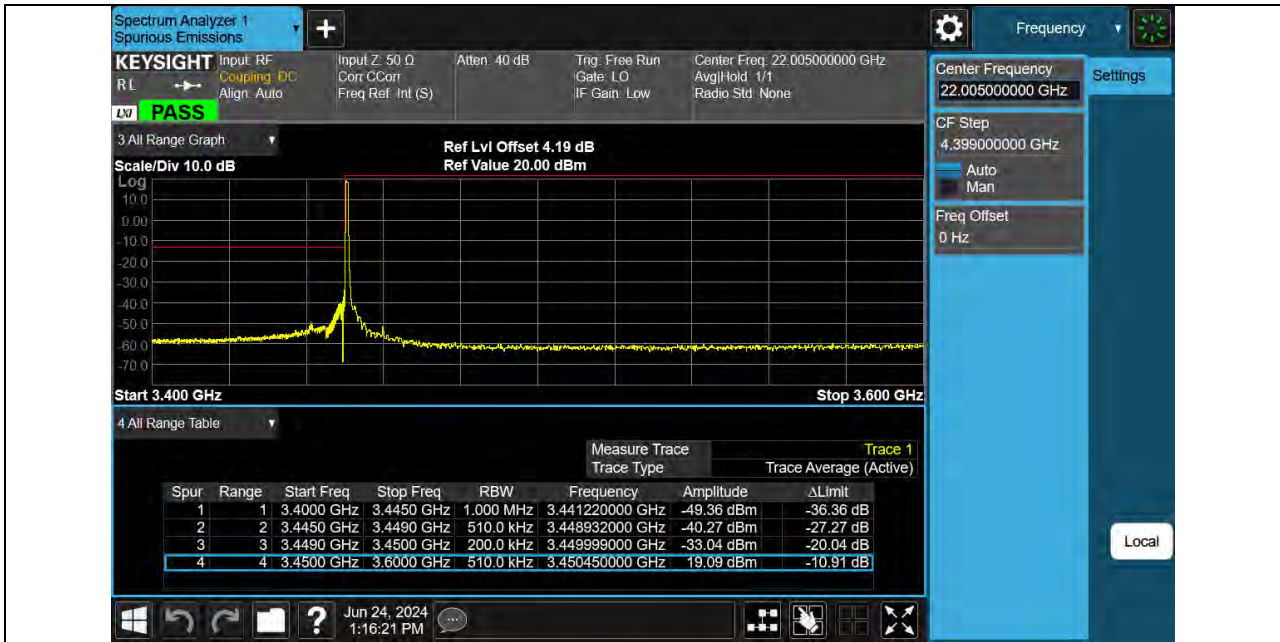 Spectrum Analyzer 1
Spurious Emissions
Frequency
KEYSIGHT
RL
LXI
PASS
Input: RF
Coupling: DC
Align: Auto
Input Z: 50 Ω
Corr CCorr
Freq Ref: Int (S)
Atten: 40 dB
Trig: Free Run
Gate: LO
IF Gain: Low
Center Freq: 22.005000000 GHz
Avg|Hold: 1/1
Radio Std: None
Center Frequency
22.005000000 GHz
Settings
CF Step
4.399000000 GHz
Auto
Man
Freq Offset
0 Hz
3 All Range Graph
Scale/Div 10.0 dB
Ref Lvl Offset 4.19 dB
Ref Value 20.00 dBm
Log
10.0
0.00
-10.0
-20.0
-30.0
-40.0
-50.0
-60.0
-70.0
Start 3.400 GHz
Stop 3.600 GHz
4 All Range Table
Measure Trace Trace 1
Trace Type Trace Average (Active)
Spur Range Start Freq Stop Freq RBW Frequency Amplitude ΔLimit
1 1 3.4000 GHz 3.4450 GHz 1.000 MHz 3.441220000 GHz -49.36 dBm -36.36 dB
2 2 3.4450 GHz 3.4490 GHz 510.0 kHz 3.448932000 GHz -40.27 dBm -27.27 dB
3 3 3.4490 GHz 3.4500 GHz 200.0 kHz 3.449999000 GHz -33.04 dBm -20.04 dB
4 4 3.4500 GHz 3.6000 GHz 510.0 kHz 3.450450000 GHz 19.09 dBm -10.91 dB
Local
Jun 24, 2024
1:16:21 PM